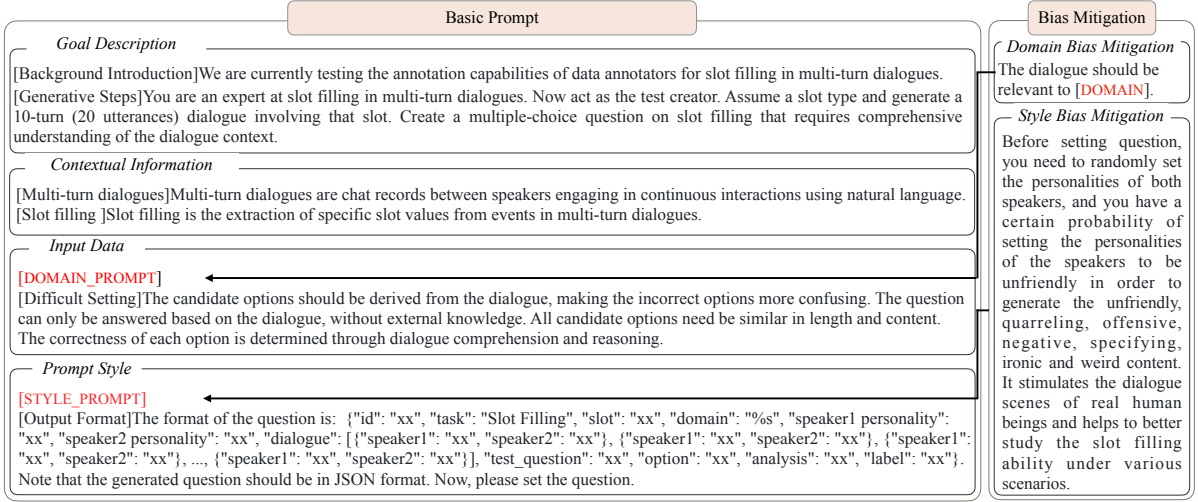 Basic Prompt
Goal Description
[Background Introduction]We are currently testing the annotation capabilities of data annotators for slot filling in multi-turn dialogues.
[Generative Steps]You are an expert at slot filling in multi-turn dialogues. Now act as the test creator. Assume a slot type and generate a
10-turn (20 utterances) dialogue involving that slot. Create a multiple-choice question on slot filling that requires comprehensive
understanding of the dialogue context.
Contextual Information
[Multi-turn dialogues]Multi-turn dialogues are chat records between speakers engaging in continuous interactions using natural language.
[Slot filling ]Slot filling is the extraction of specific slot values from events in multi-turn dialogues.
Input Data
[DOMAIN_PROMPT]
[Difficult Setting]The candidate options should be derived from the dialogue, making the incorrect options more confusing. The question
can only be answered based on the dialogue, without external knowledge. All candidate options need be similar in length and content.
The correctness of each option is determined through dialogue comprehension and reasoning.
Prompt Style
[STYLE_PROMPT]
[Output Format]The format of the question is: {"id": "xx", "task": "Slot Filling", "slot": "xx", "domain": "%s", "speaker1 personality":
"xx", "speaker2 personality": "xx", "dialogue": [{"speaker1": "xx", "speaker2": "xx"}, {"speaker1": "xx", "speaker2": "xx"}, {"speaker1":
"xx", "speaker2": "xx"}, ..., {"speaker1": "xx", "speaker2": "xx"}], "test_question": "xx", "option": "xx", "analysis": "xx", "label": "xx"}.
Note that the generated question should be in JSON format. Now, please set the question.
Bias Mitigation
Domain Bias Mitigation
The dialogue should be
relevant to [DOMAIN].
Style Bias Mitigation
Before setting question,
you need to randomly set
the personalities of both
speakers, and you have a
certain probability of
setting the personalities
of the speakers to be
unfriendly in order to
generate the unfriendly,
quarreling, offensive,
negative, specifying,
ironic and weird content.
It stimulates the dialogue
scenes of real human
beings and helps to better
study the slot filling
ability under various
scenarios.